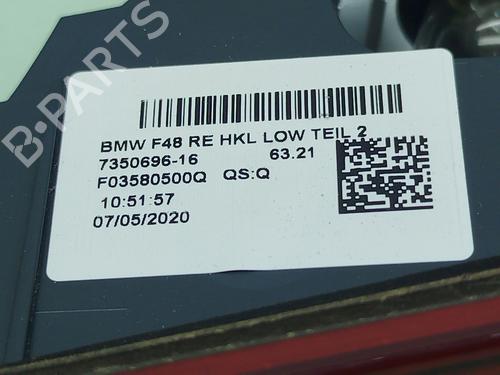 B-PARTS
BMW F48 RE HKL LOW TEIL 2
7350696-16 63.21
F03580500Q QS:Q
10:51:57
07/05/2020